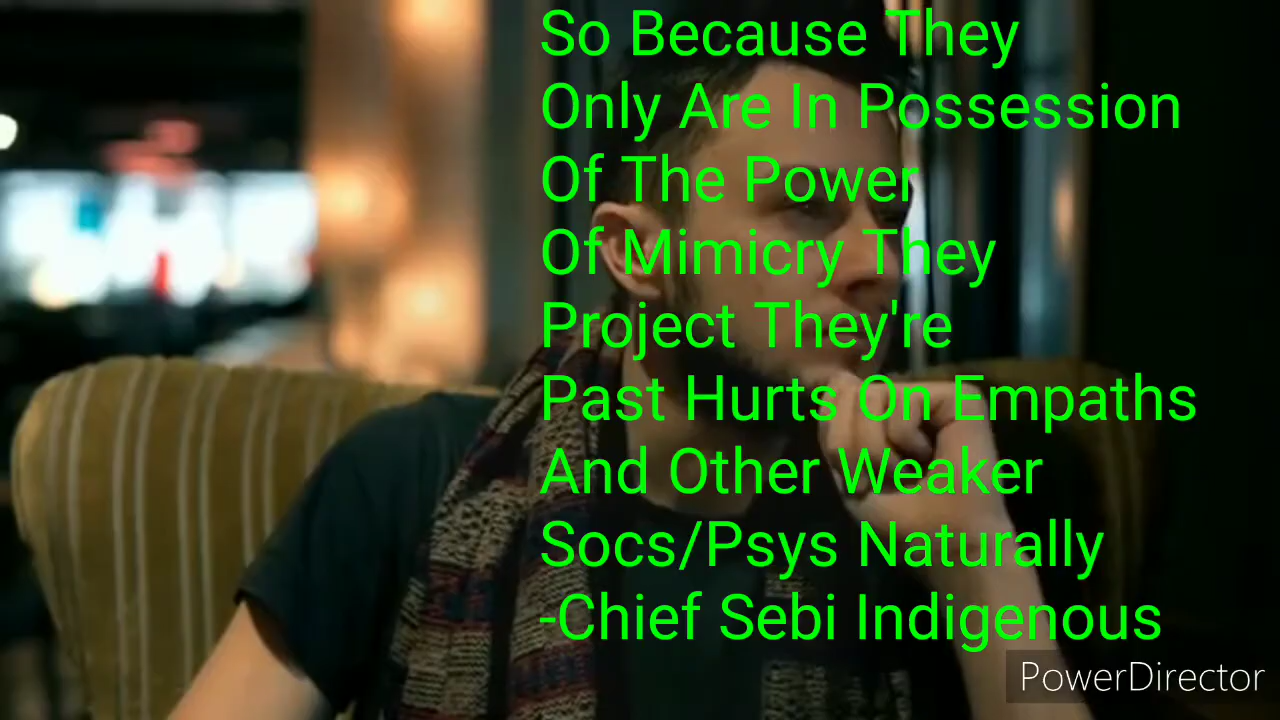 So Because They
Only Are In Possession
Of The Power
Of Mimicry They
Project They're
Past Hurts On Empaths
And Other Weaker
Socs/Psys Naturally
-Chief Sebi Indigenous
PowerDirector